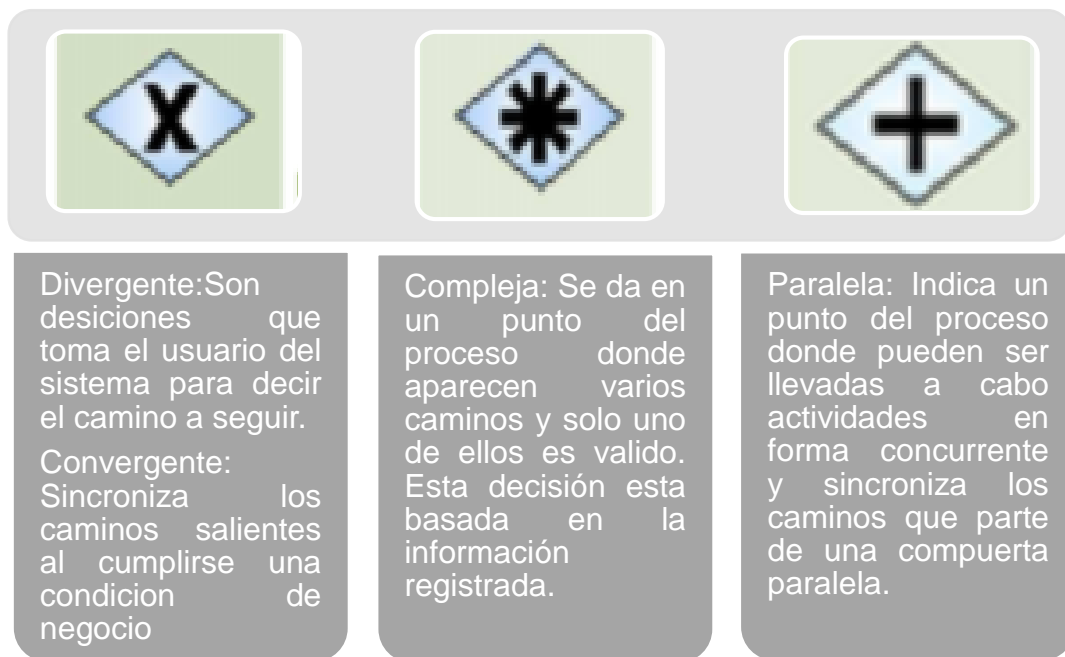 Divergente:Son
desiciones que
toma el usuario del
sistema para decir
el camino a seguir.
Convergente:
Sincroniza los
caminos salientes
al cumplirse una
condicion de
negocio
Compleja: Se da en
un punto del
proceso donde
aparecen varios
caminos y solo uno
de ellos es valido.
Esta decisión esta
basada en la
información
registrada.
Paralela: Indica un
punto del proceso
donde pueden ser
llevadas a cabo
actividades en
forma concurrente
y sincroniza los
caminos que parte
de una compuerta
paralela.